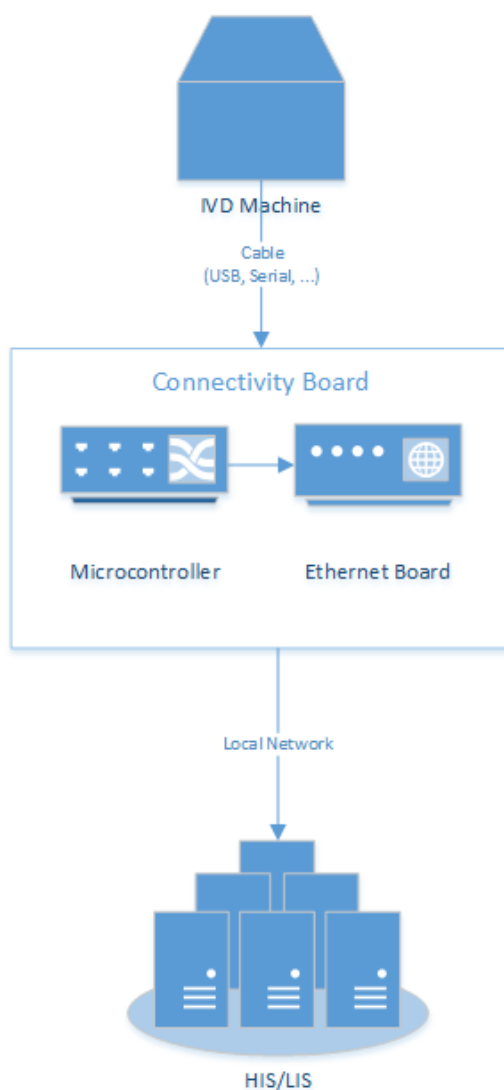 IVD Machine
Cable
(USB, Serial, ...)
Connectivity Board
Microcontroller
Ethernet Board
Local Network
HIS/LIS